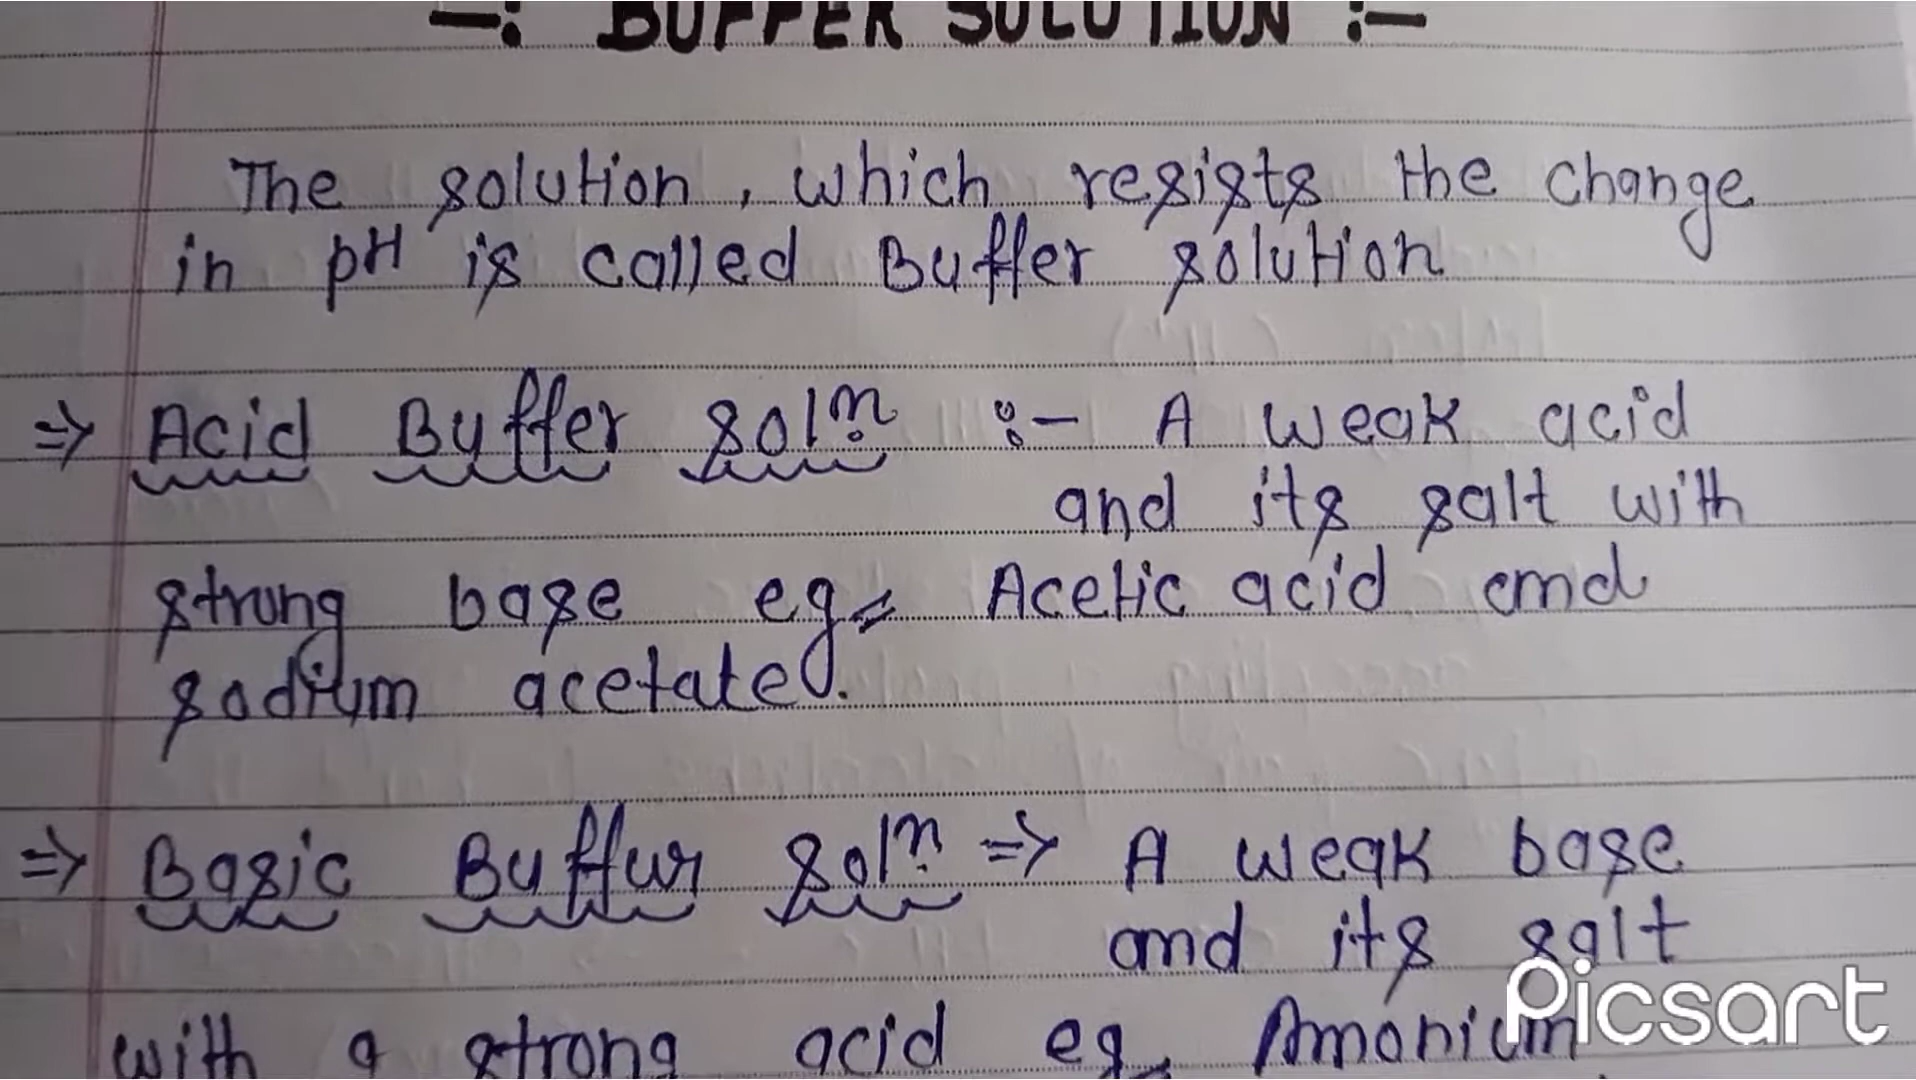 —: BUFFER SOLUTION :—
The solution, which resists the change
in pH is called Buffer solution
⇒ Acid Buffer solⁿ :- A weak acid
and its salt with
strong base eg= Acetic acid and
sodium acetate.
⇒ Basic Buffur solⁿ ⇒ A weak base
and its salt
with a strong acid eg, Amonium
Picsart